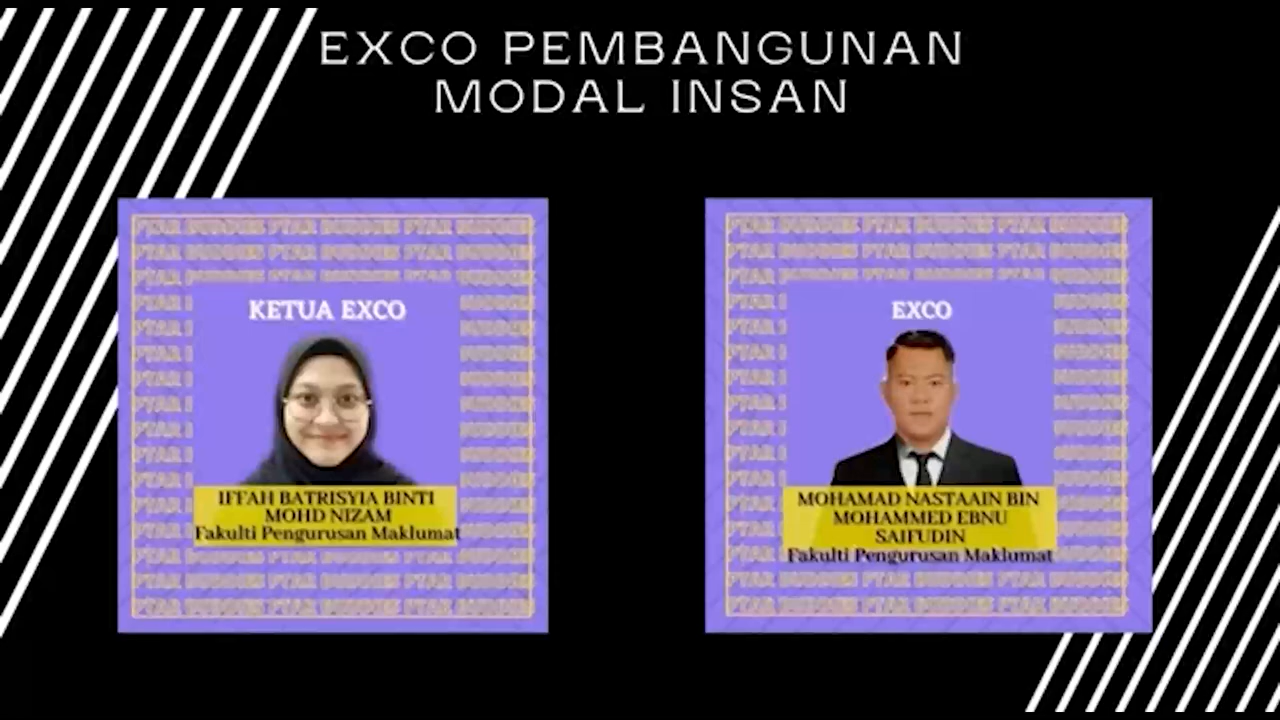 EXCO PEMBANGUNAN
MODAL INSAN
KETUA EXCO
IFFAH BATRISYIA BINTI
MOHD NIZAM
Fakulti Pengurusan Maklumat
EXCO
MOHAMAD NASTAAIN BIN
MOHAMMED EBNU
SAIFUDIN
Fakulti Pengurusan Maklumat